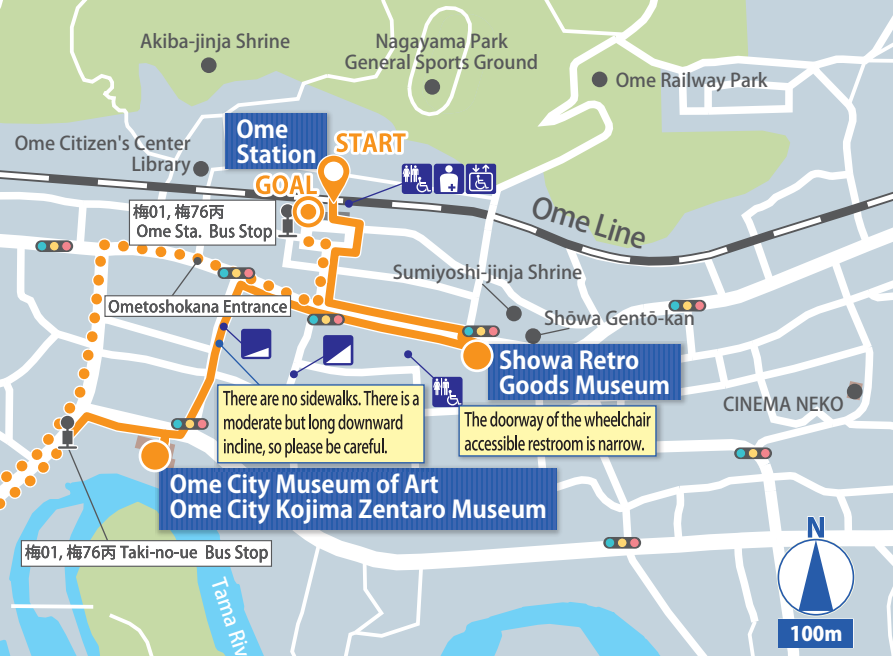 Akiba-jinja Shrine
Nagayama Park
General Sports Ground
Ome Railway Park
Ome Citizen's Center
Library
Ome
Station
START
GOAL
梅01, 梅76丙
Ome Sta. Bus Stop
Ome Line
Sumiyoshi-jinja Shrine
Ometoshokana Entrance
Shōwa Gentō-kan
Showa Retro
Goods Museum
CINEMA NEKO
There are no sidewalks. There is a
moderate but long downward
incline, so please be careful.
The doorway of the wheelchair
accessible restroom is narrow.
Ome City Museum of Art
Ome City Kojima Zentaro Museum
梅01, 梅76丙 Taki-no-ue Bus Stop
Tama Riv
N
100m